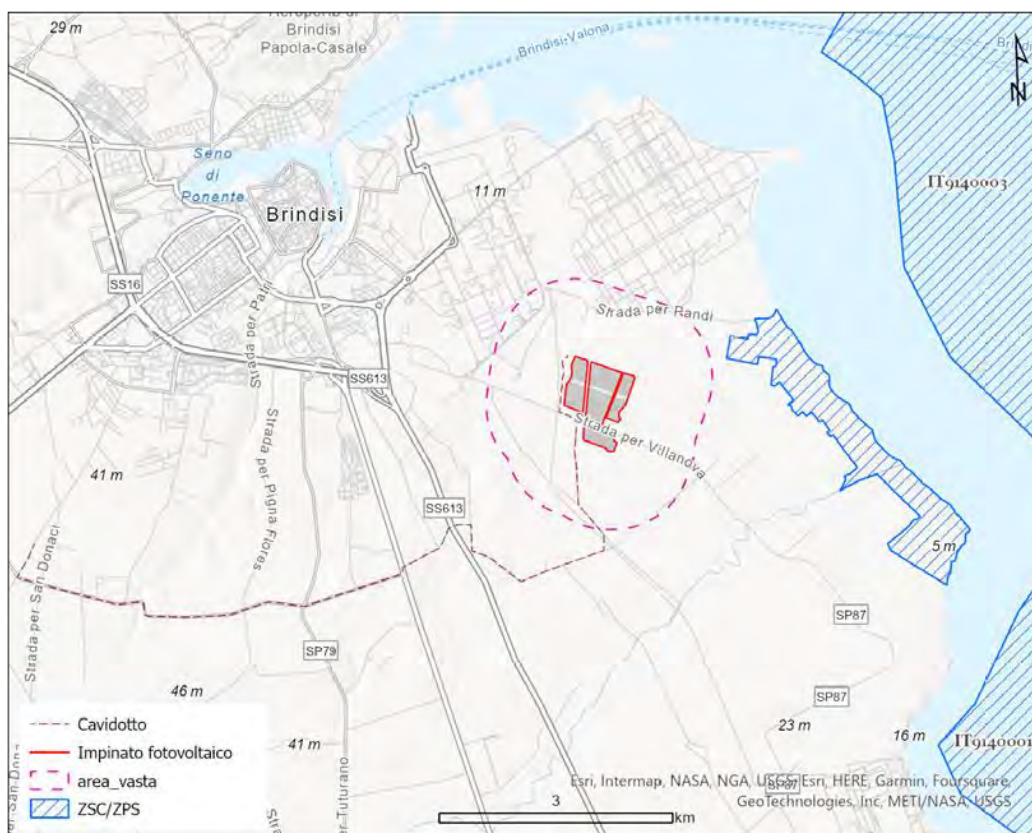 29 m
Aeroporto di
Brindisi
Papola-Casale
Brindisi-Valona
N
Seno
di
Ponente
11 m
IT9140003
Brindisi
SS16
Strada per Patri
Strada per Randi
SS613
Strada per Villanova
Strada per Pigna Flores
41 m
SS613
5 m
Strada per San Donaci
SP87
SP79
46 m
SP87
23 m
16 m
IT9140001
41 m
Cavidotto
Impinato fotovoltaico
area_vasta
ZSC/ZPS
SP87
Esri, Intermap, NASA, NGA, USGS, Esri, HERE, Garmin, Foursquare,
GeoTechnologies, Inc, METI/NASA, USGS
3
km